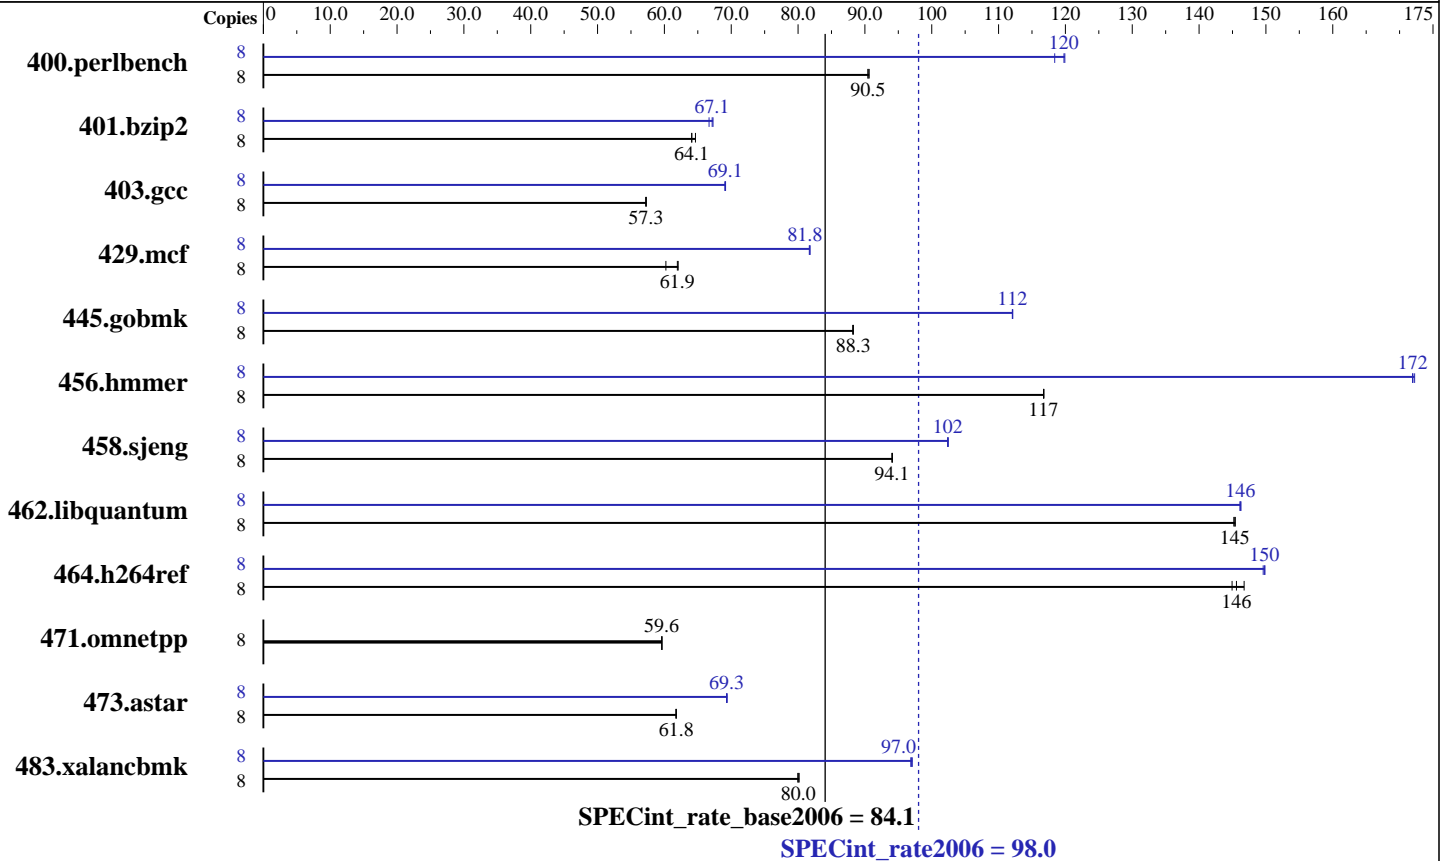 Copies 0 10.0 20.0 30.0 40.0 50.0 60.0 70.0 80.0 90.0 100 110 120 130 140 150 160 175
400.perlbench 8 120
8 90.5
401.bzip2 8 67.1
8 64.1
403.gcc 8 69.1
8 57.3
429.mcf 8 81.8
8 61.9
445.gobmk 8 112
8 88.3
456.hmmer 8 172
8 117
458.sjeng 8 102
8 94.1
462.libquantum 8 146
8 145
464.h264ref 8 150
8 146
471.omnetpp 8 59.6
473.astar 8 69.3
8 61.8
483.xalancbmk 8 97.0
8 80.0
SPECint_rate_base2006 = 84.1
SPECint_rate2006 = 98.0